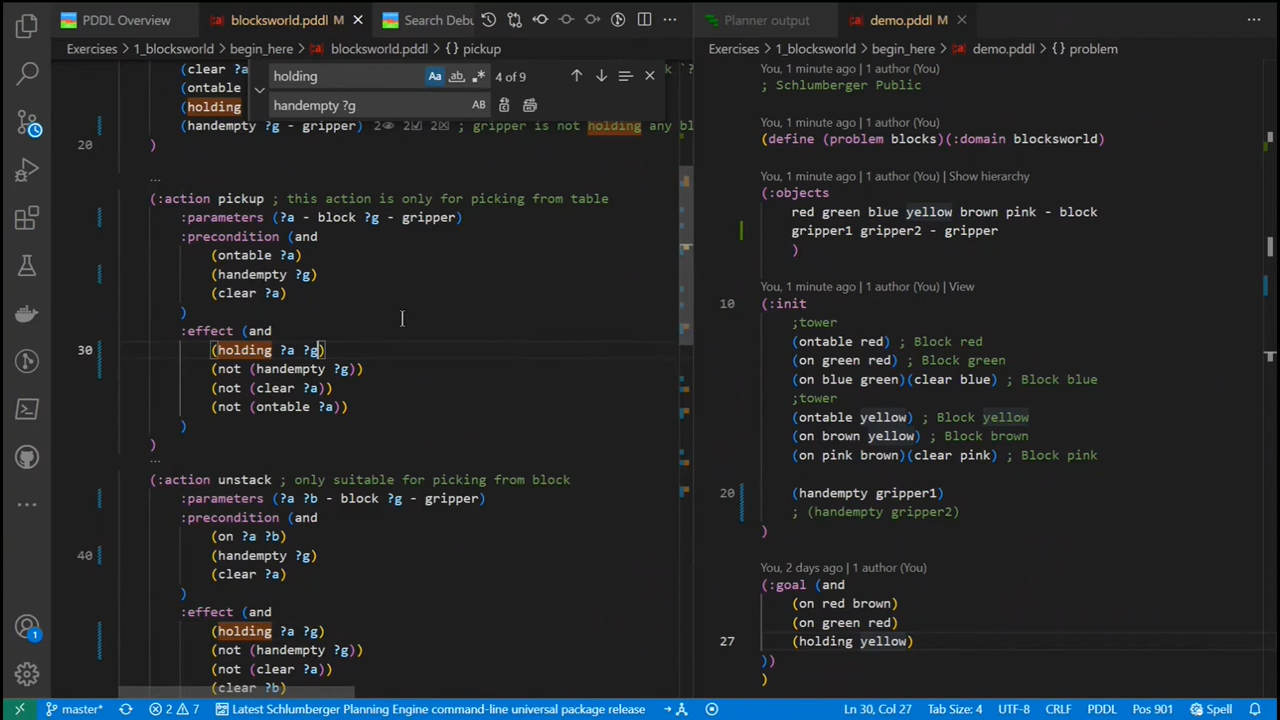 PDDL Overview
blocksworld.pddl M
Search Debu
Exercises > 1_blocksworld > begin_here > blocksworld.pddl > {} pickup
holding
Aa ab .*
4 of 9
handempty ?g
AB
(clear ?a
(ontable
(holding
(handempty ?g - gripper) 2 2 2 ; gripper is not holding any bl
20 )
...
(:action pickup ; this action is only for picking from table
:parameters (?a - block ?g - gripper)
:precondition (and
(ontable ?a)
(handempty ?g)
(clear ?a)
)
:effect (and
30 (holding ?a ?g)
(not (handempty ?g))
(not (clear ?a))
(not (ontable ?a))
)
)
...
(:action unstack ; only suitable for picking from block
:parameters (?a ?b - block ?g - gripper)
:precondition (and
(on ?a ?b)
40 (handempty ?g)
(clear ?a)
)
:effect (and
(holding ?a ?g)
(not (handempty ?g))
(not (clear ?a))
(clear ?b)
Planner output
demo.pddl M
Exercises > 1_blocksworld > begin_here > demo.pddl > {} problem
You, 1 minute ago | 1 author (You)
; Schlumberger Public
You, 1 minute ago | 1 author (You)
(define (problem blocks)(:domain blocksworld)
You, 1 minute ago | 1 author (You) | Show hierarchy
(:objects
red green blue yellow brown pink - block
gripper1 gripper2 - gripper
)
You, 1 minute ago | 1 author (You) | View
10 (:init
;tower
(ontable red) ; Block red
(on green red) ; Block green
(on blue green)(clear blue) ; Block blue
;tower
(ontable yellow) ; Block yellow
(on brown yellow) ; Block brown
(on pink brown)(clear pink) ; Block pink
20 (handempty gripper1)
; (handempty gripper2)
)
You, 2 days ago | 1 author (You)
(:goal (and
(on red brown)
(on green red)
27 (holding yellow)
))
)
1
master*
2 7
Latest Schlumberger Planning Engine command-line universal package release
Ln 30, Col 27
Tab Size: 4
Pos 901
UTF-8
CRLF
PDDL
Spell